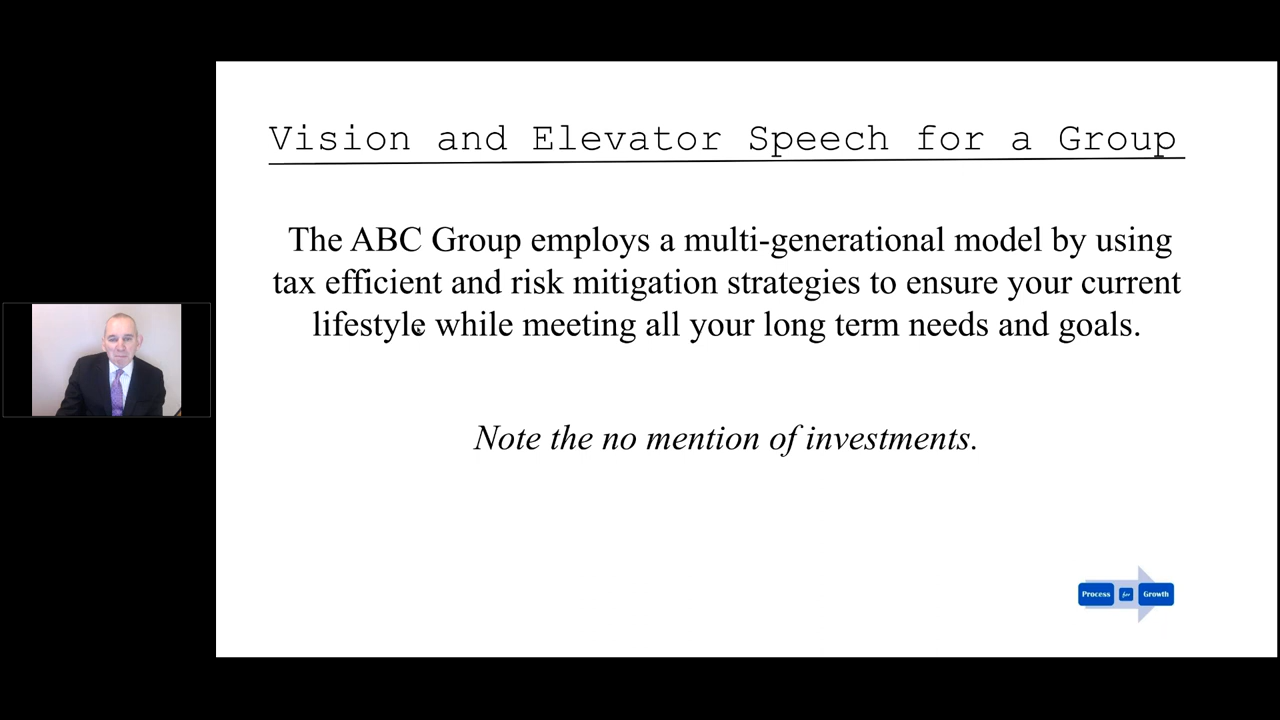 Vision and Elevator Speech for a Group
The ABC Group employs a multi-generational model by using
tax efficient and risk mitigation strategies to ensure your current
lifestyle while meeting all your long term needs and goals.
Note the no mention of investments.
Process for Growth